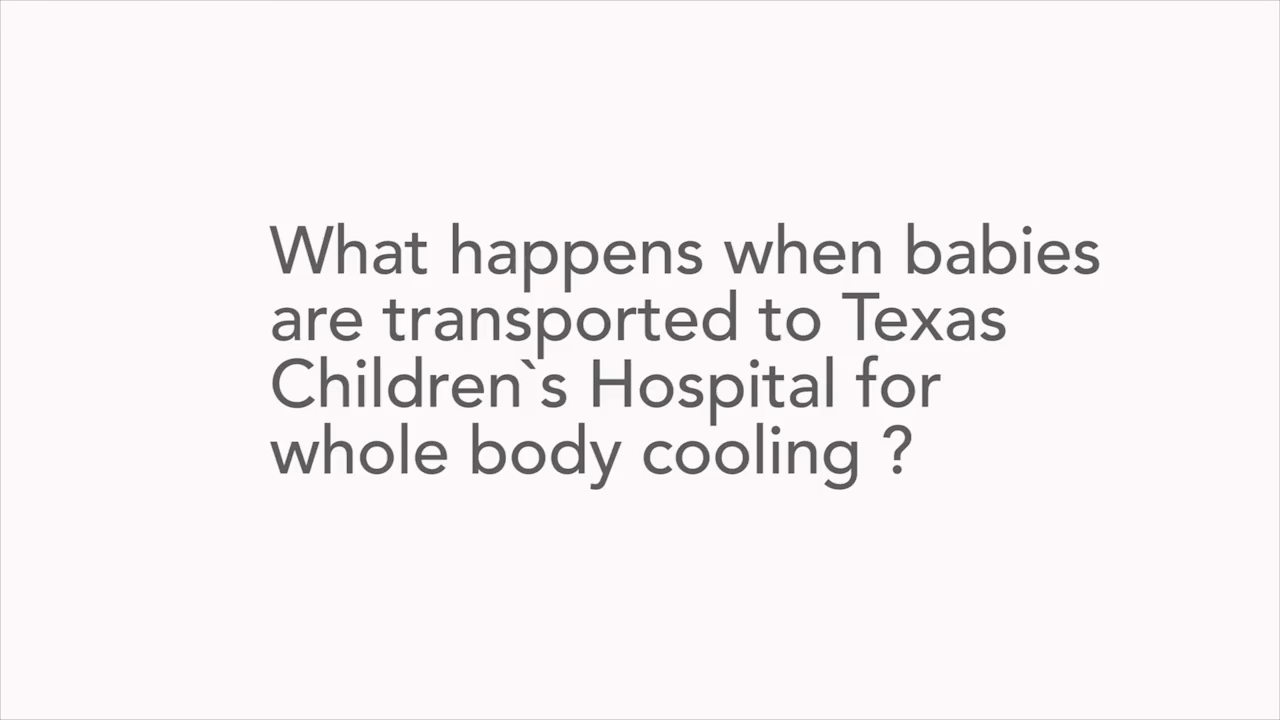 What happens when babies
are transported to Texas
Children`s Hospital for
whole body cooling ?